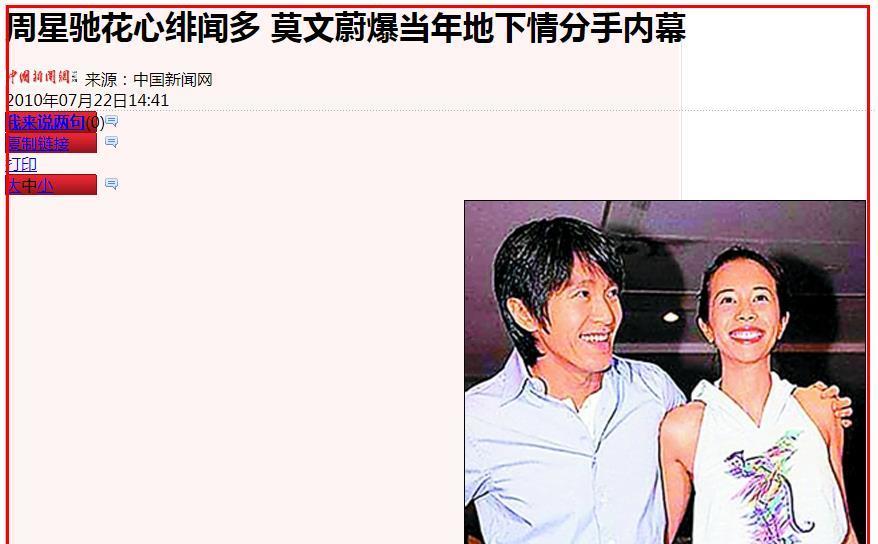 周星驰花心绯闻多 莫文蔚爆当年地下情分手内幕
中国新闻网 来源：中国新闻网
2010年07月22日14:41
我来说两句(0)
复制链接
打印
大中小